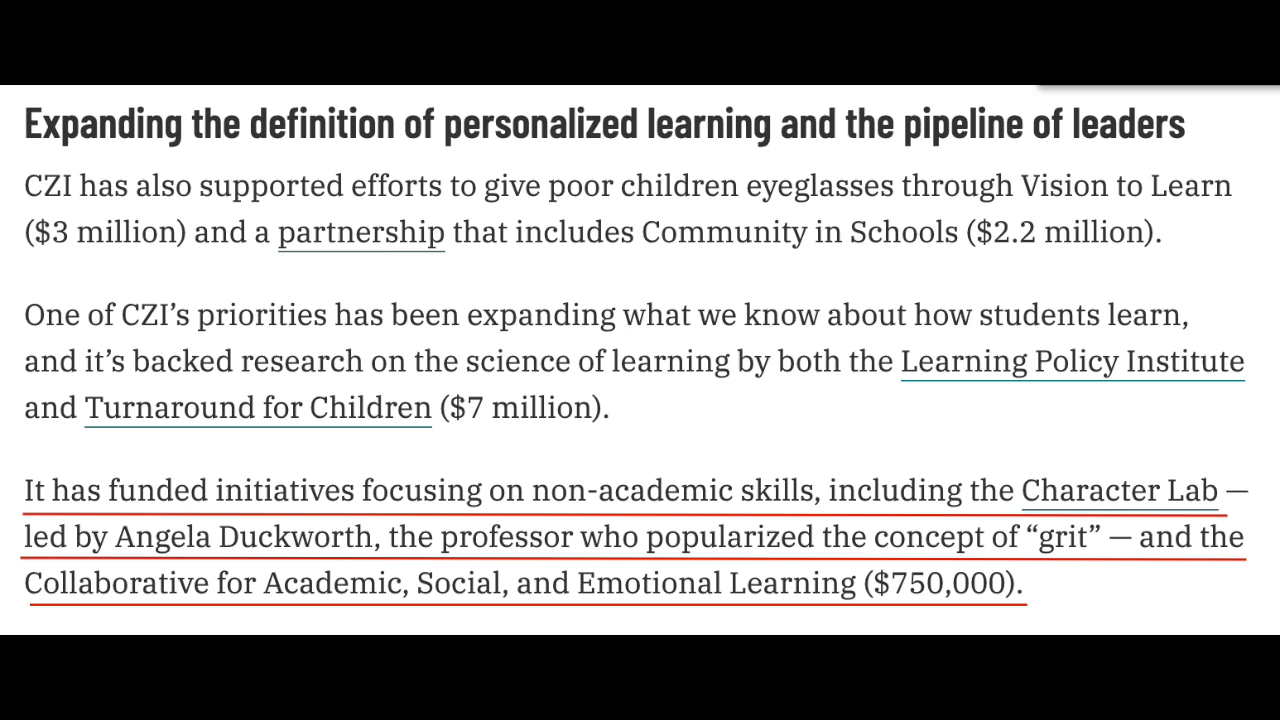 Expanding the definition of personalized learning and the pipeline of leaders
CZI has also supported efforts to give poor children eyeglasses through Vision to Learn
($3 million) and a partnership that includes Community in Schools ($2.2 million).
One of CZI’s priorities has been expanding what we know about how students learn,
and it’s backed research on the science of learning by both the Learning Policy Institute
and Turnaround for Children ($7 million).
It has funded initiatives focusing on non-academic skills, including the Character Lab —
led by Angela Duckworth, the professor who popularized the concept of “grit” — and the
Collaborative for Academic, Social, and Emotional Learning ($750,000).